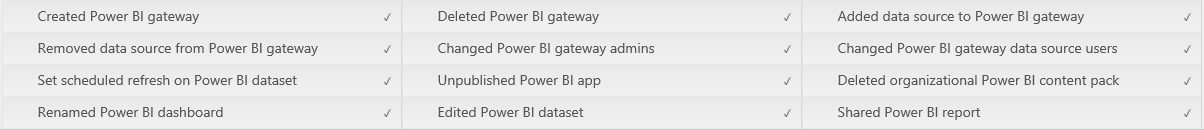 Created Power BI gateway ✓ Deleted Power BI gateway ✓ Added data source to Power BI gateway ✓
Removed data source from Power BI gateway ✓ Changed Power BI gateway admins ✓ Changed Power BI gateway data source users ✓
Set scheduled refresh on Power BI dataset ✓ Unpublished Power BI app ✓ Deleted organizational Power BI content pack ✓
Renamed Power BI dashboard ✓ Edited Power BI dataset ✓ Shared Power BI report ✓